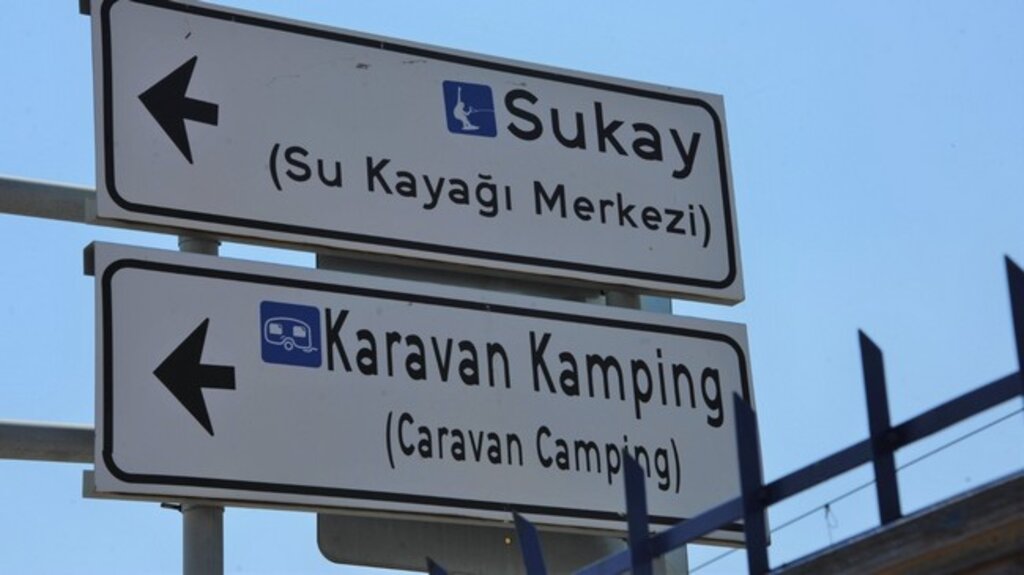 Sukay
(Su Kayağı Merkezi)
Karavan Kamping
(Caravan Camping)